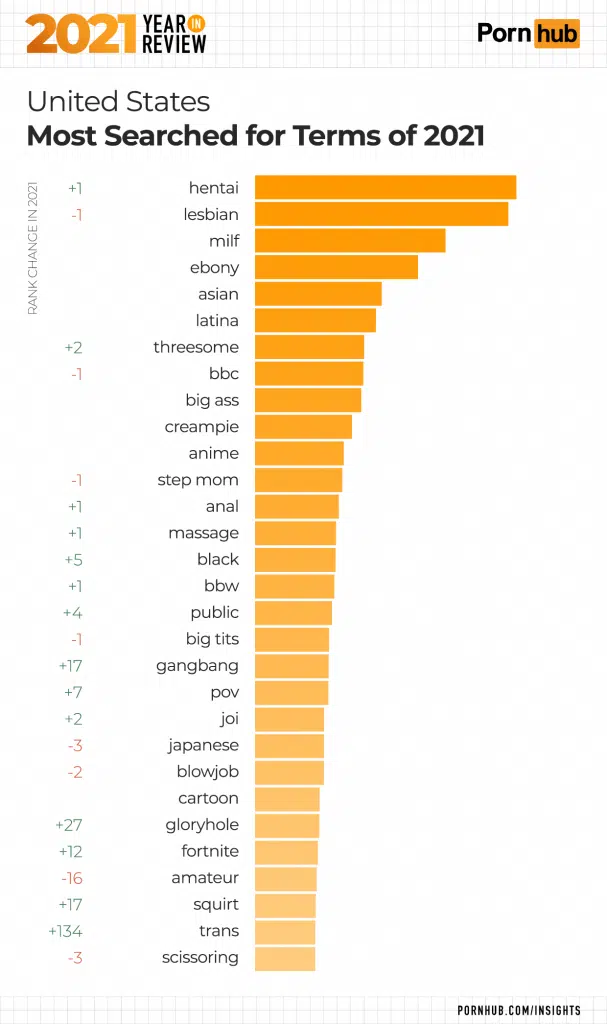 2021 YEAR IN REVIEW
Porn hub
United States
Most Searched for Terms of 2021
RANK CHANGE IN 2021
+1 hentai
-1 lesbian
milf
ebony
asian
latina
+2 threesome
-1 bbc
big ass
creampie
anime
-1 step mom
+1 anal
+1 massage
+5 black
+1 bbw
+4 public
-1 big tits
+17 gangbang
+7 pov
+2 joi
-3 japanese
-2 blowjob
cartoon
+27 gloryhole
+12 fortnite
-16 amateur
+17 squirt
+134 trans
-3 scissoring
PORNHUB.COM/INSIGHTS